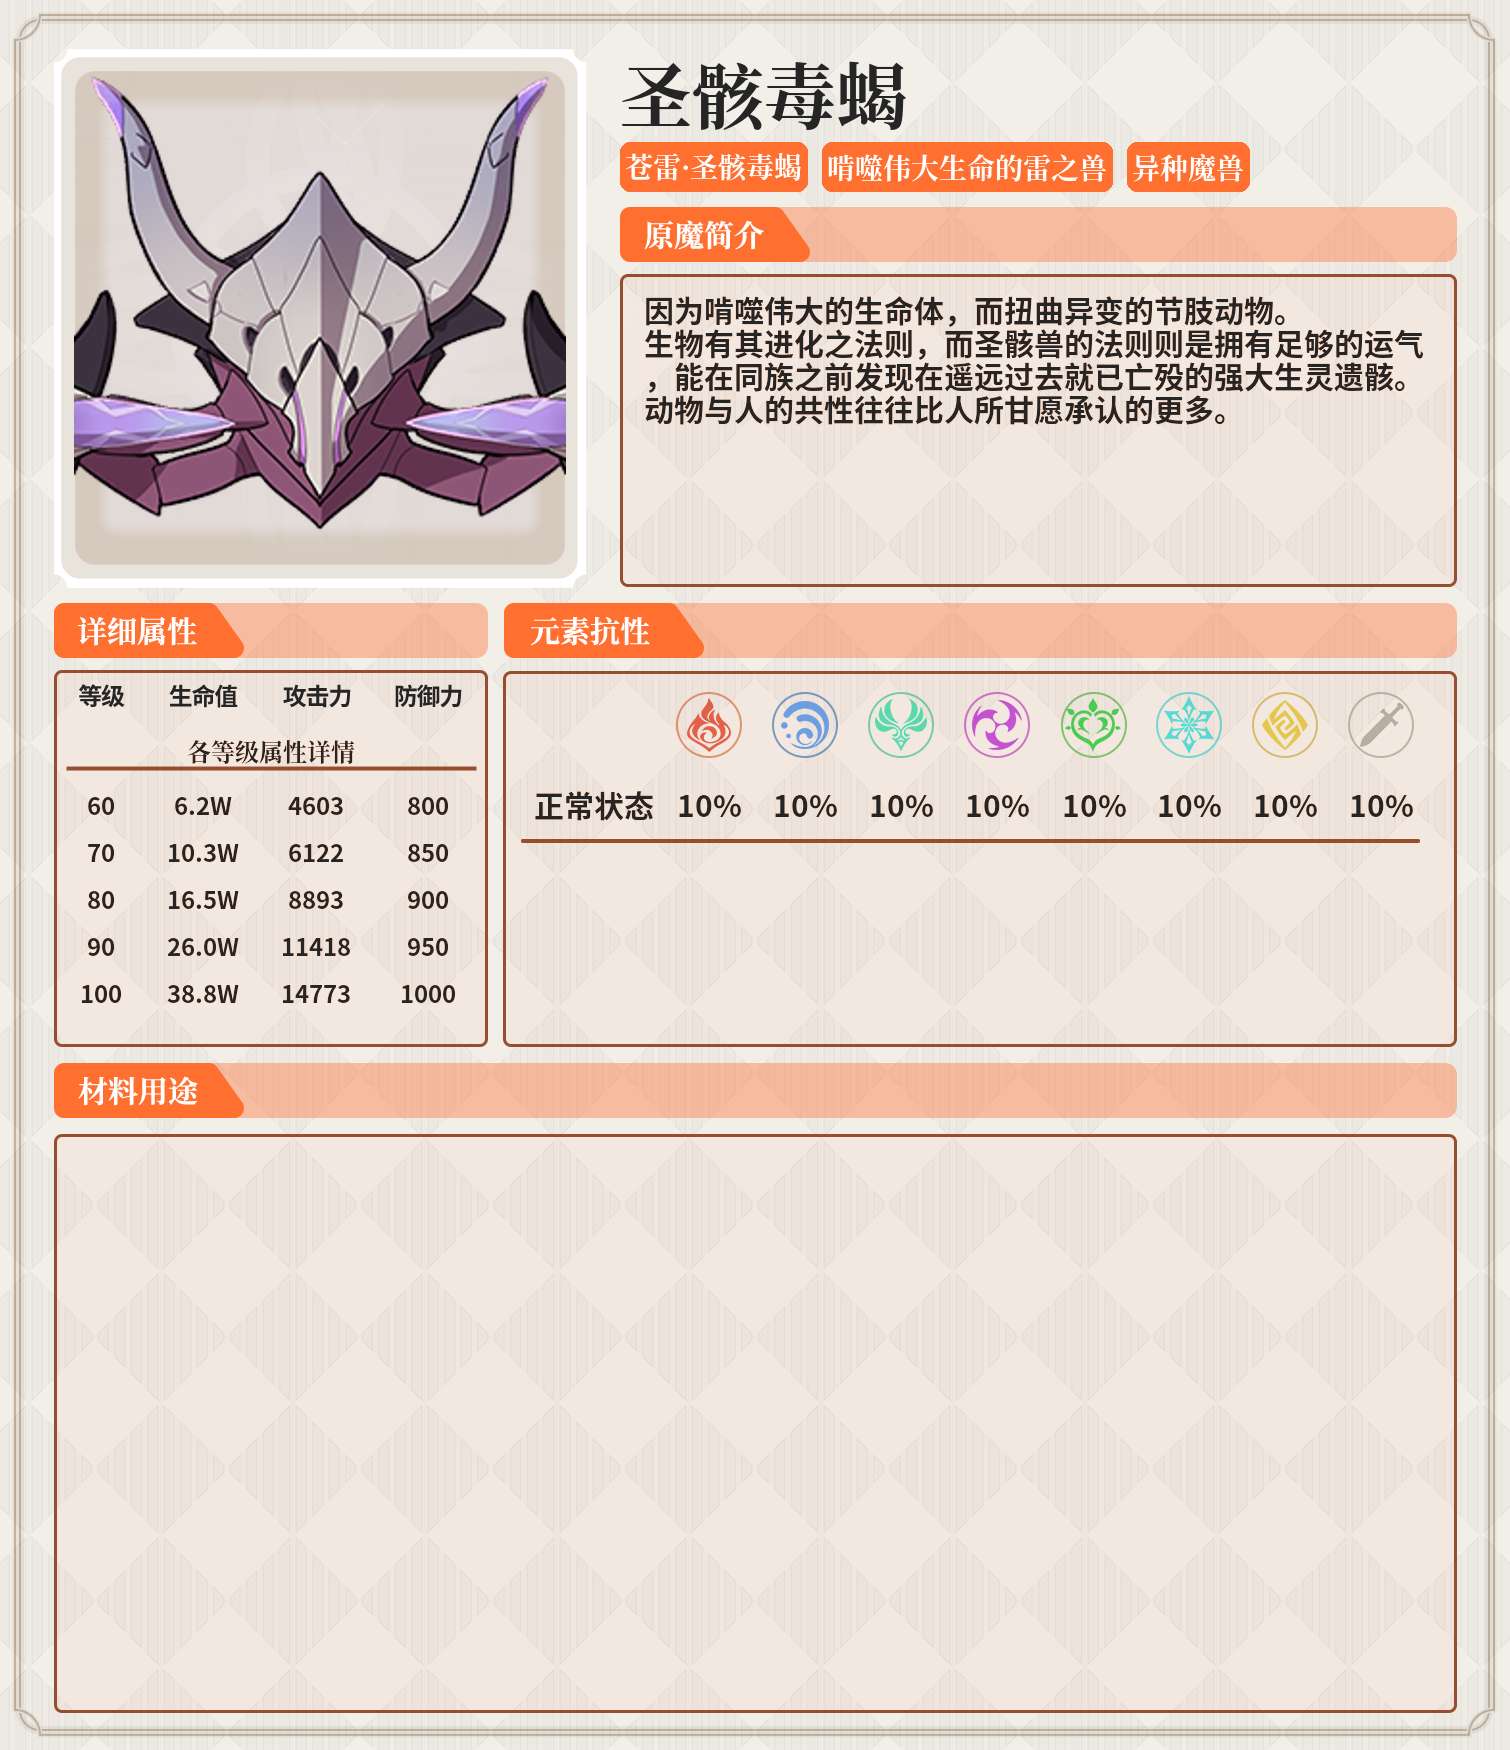 圣骸毒蝎
苍雷·圣骸毒蝎 啃噬伟大生命的雷之兽 异种魔兽
原魔简介
因为啃噬伟大的生命体，而扭曲异变的节肢动物。
生物有其进化之法则，而圣骸兽的法则则是拥有足够的运气
，能在同族之前发现在遥远过去就已亡殁的强大生灵遗骸。
动物与人的共性往往比人所甘愿承认的更多。
详细属性
等级 生命值 攻击力 防御力
各等级属性详情
60 6.2W 4603 800
70 10.3W 6122 850
80 16.5W 8893 900
90 26.0W 11418 950
100 38.8W 14773 1000
元素抗性
正常状态 10% 10% 10% 10% 10% 10% 10% 10%
材料用途